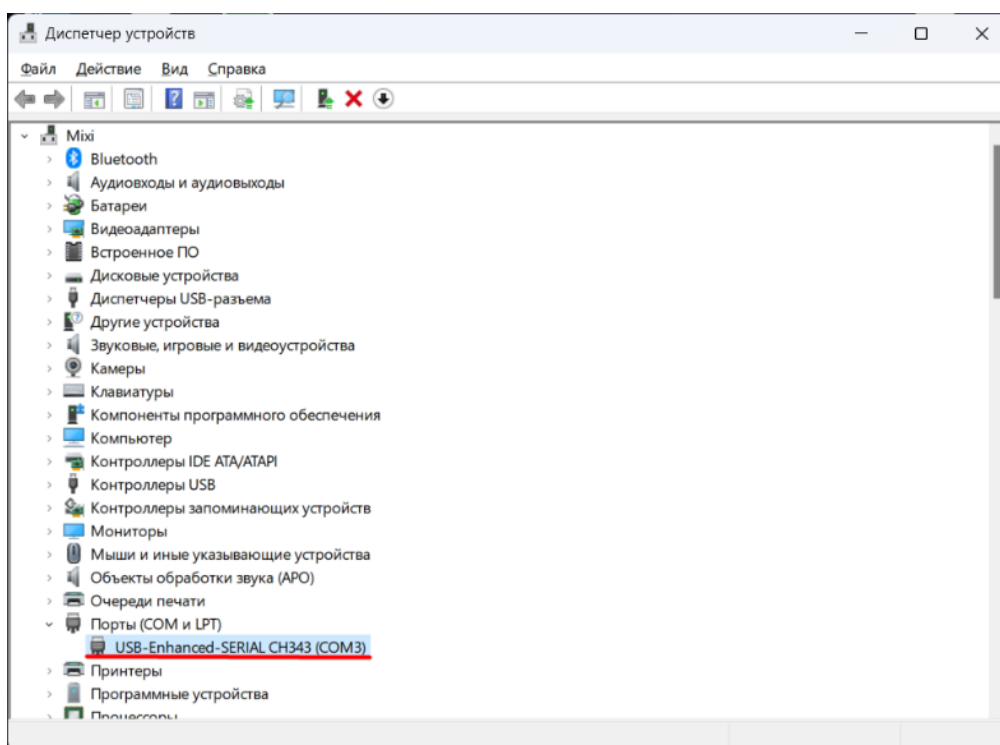 Диспетчер устройств
Файл Действие Вид Справка
Mixi
Bluetooth
Аудиовходы и аудиовыходы
Батареи
Видеоадаптеры
Встроенное ПО
Дисковые устройства
Диспетчеры USB-разъема
Другие устройства
Звуковые, игровые и видеоустройства
Камеры
Клавиатуры
Компоненты программного обеспечения
Компьютер
Контроллеры IDE ATA/ATAPI
Контроллеры USB
Контроллеры запоминающих устройств
Мониторы
Мыши и иные указывающие устройства
Объекты обработки звука (APO)
Очереди печати
Порты (COM и LPT)
USB-Enhanced-SERIAL CH343 (COM3)
Принтеры
Программные устройства
Процессоры